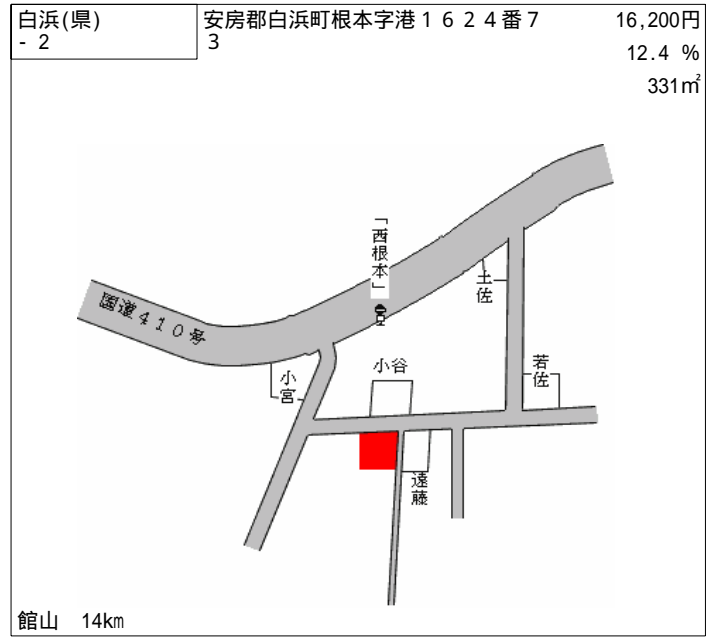 白浜(県)
- 2
安房郡白浜町根本字港１６２４番７
３
16,200円
12.4 %
331㎡
「西根本」
土佐
国道４１０号
小谷
若佐
小宮
遠藤
館山 14km